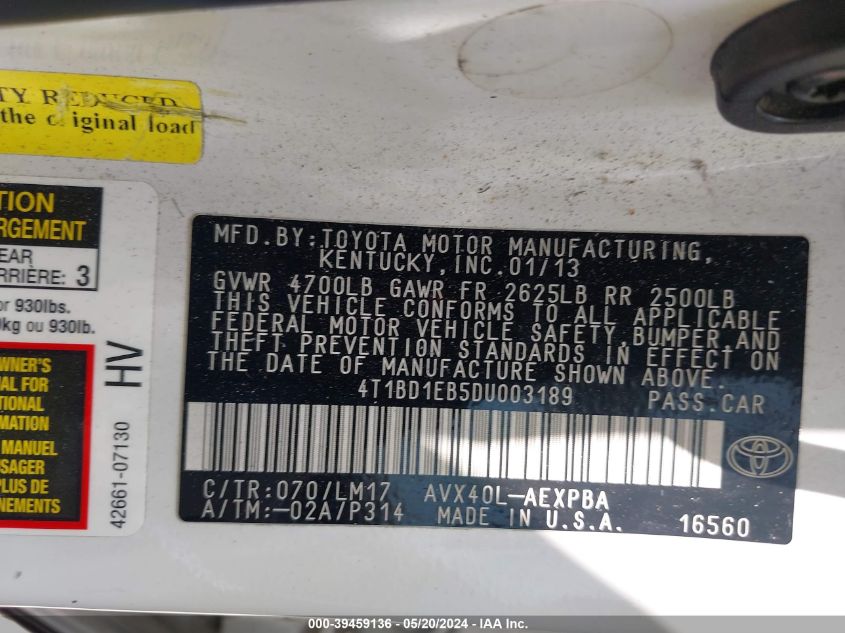 TY REDUCED
the original load
TION
RGEMENT
EAR
RRIÈRE: 3
or 930lbs.
kg ou 930lb.
WNER'S
AL FOR
TIONAL
MATION
MANUEL
SAGER
PLUS DE
HV
42661-07130
MFD.BY:TOYOTA MOTOR MANUFACTURING,
KENTUCKY, INC. 01/13
GVWR 4700LB GAWR FR 2625LB RR 2500LB
THIS VEHICLE CONFORMS TO ALL APPLICABLE
FEDERAL MOTOR VEHICLE SAFETY, BUMPER, AND
THEFT PREVENTION STANDARDS IN EFFECT ON
THE DATE OF MANUFACTURE SHOWN ABOVE.
4T1BD1EB5DU003189 PASS.CAR
C/TR:070/LM17 AVX40L-AEXPBA
A/TM:-02A/P314 MADE IN U.S.A. 16560
000-39459136 - 05/20/2024 - IAA Inc.